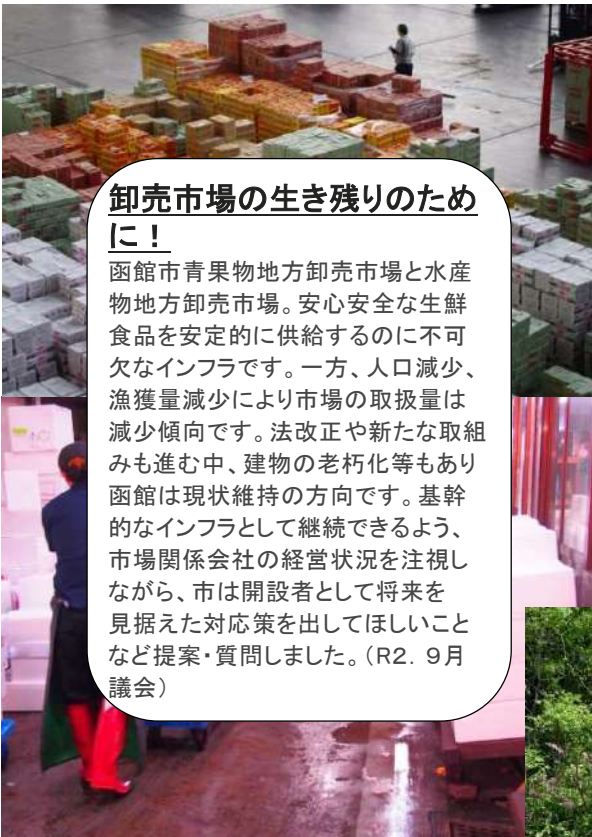 卸売市場の生き残りのため
に！
函館市青果物地方卸売市場と水産
物地方卸売市場。安心安全な生鮮
食品を安定的に供給するのに不可
欠なインフラです。一方、人口減少、
漁獲量減少により市場の取扱量は
減少傾向です。法改正や新たな取組
みも進む中、建物の老朽化等もあり
函館は現状維持の方向です。基幹
的なインフラとして継続できるよう、
市場関係会社の経営状況を注視し
ながら、市は開設者として将来を
見据えた対応策を出してほしいこと
など提案・質問しました。（R２．９月
議会）